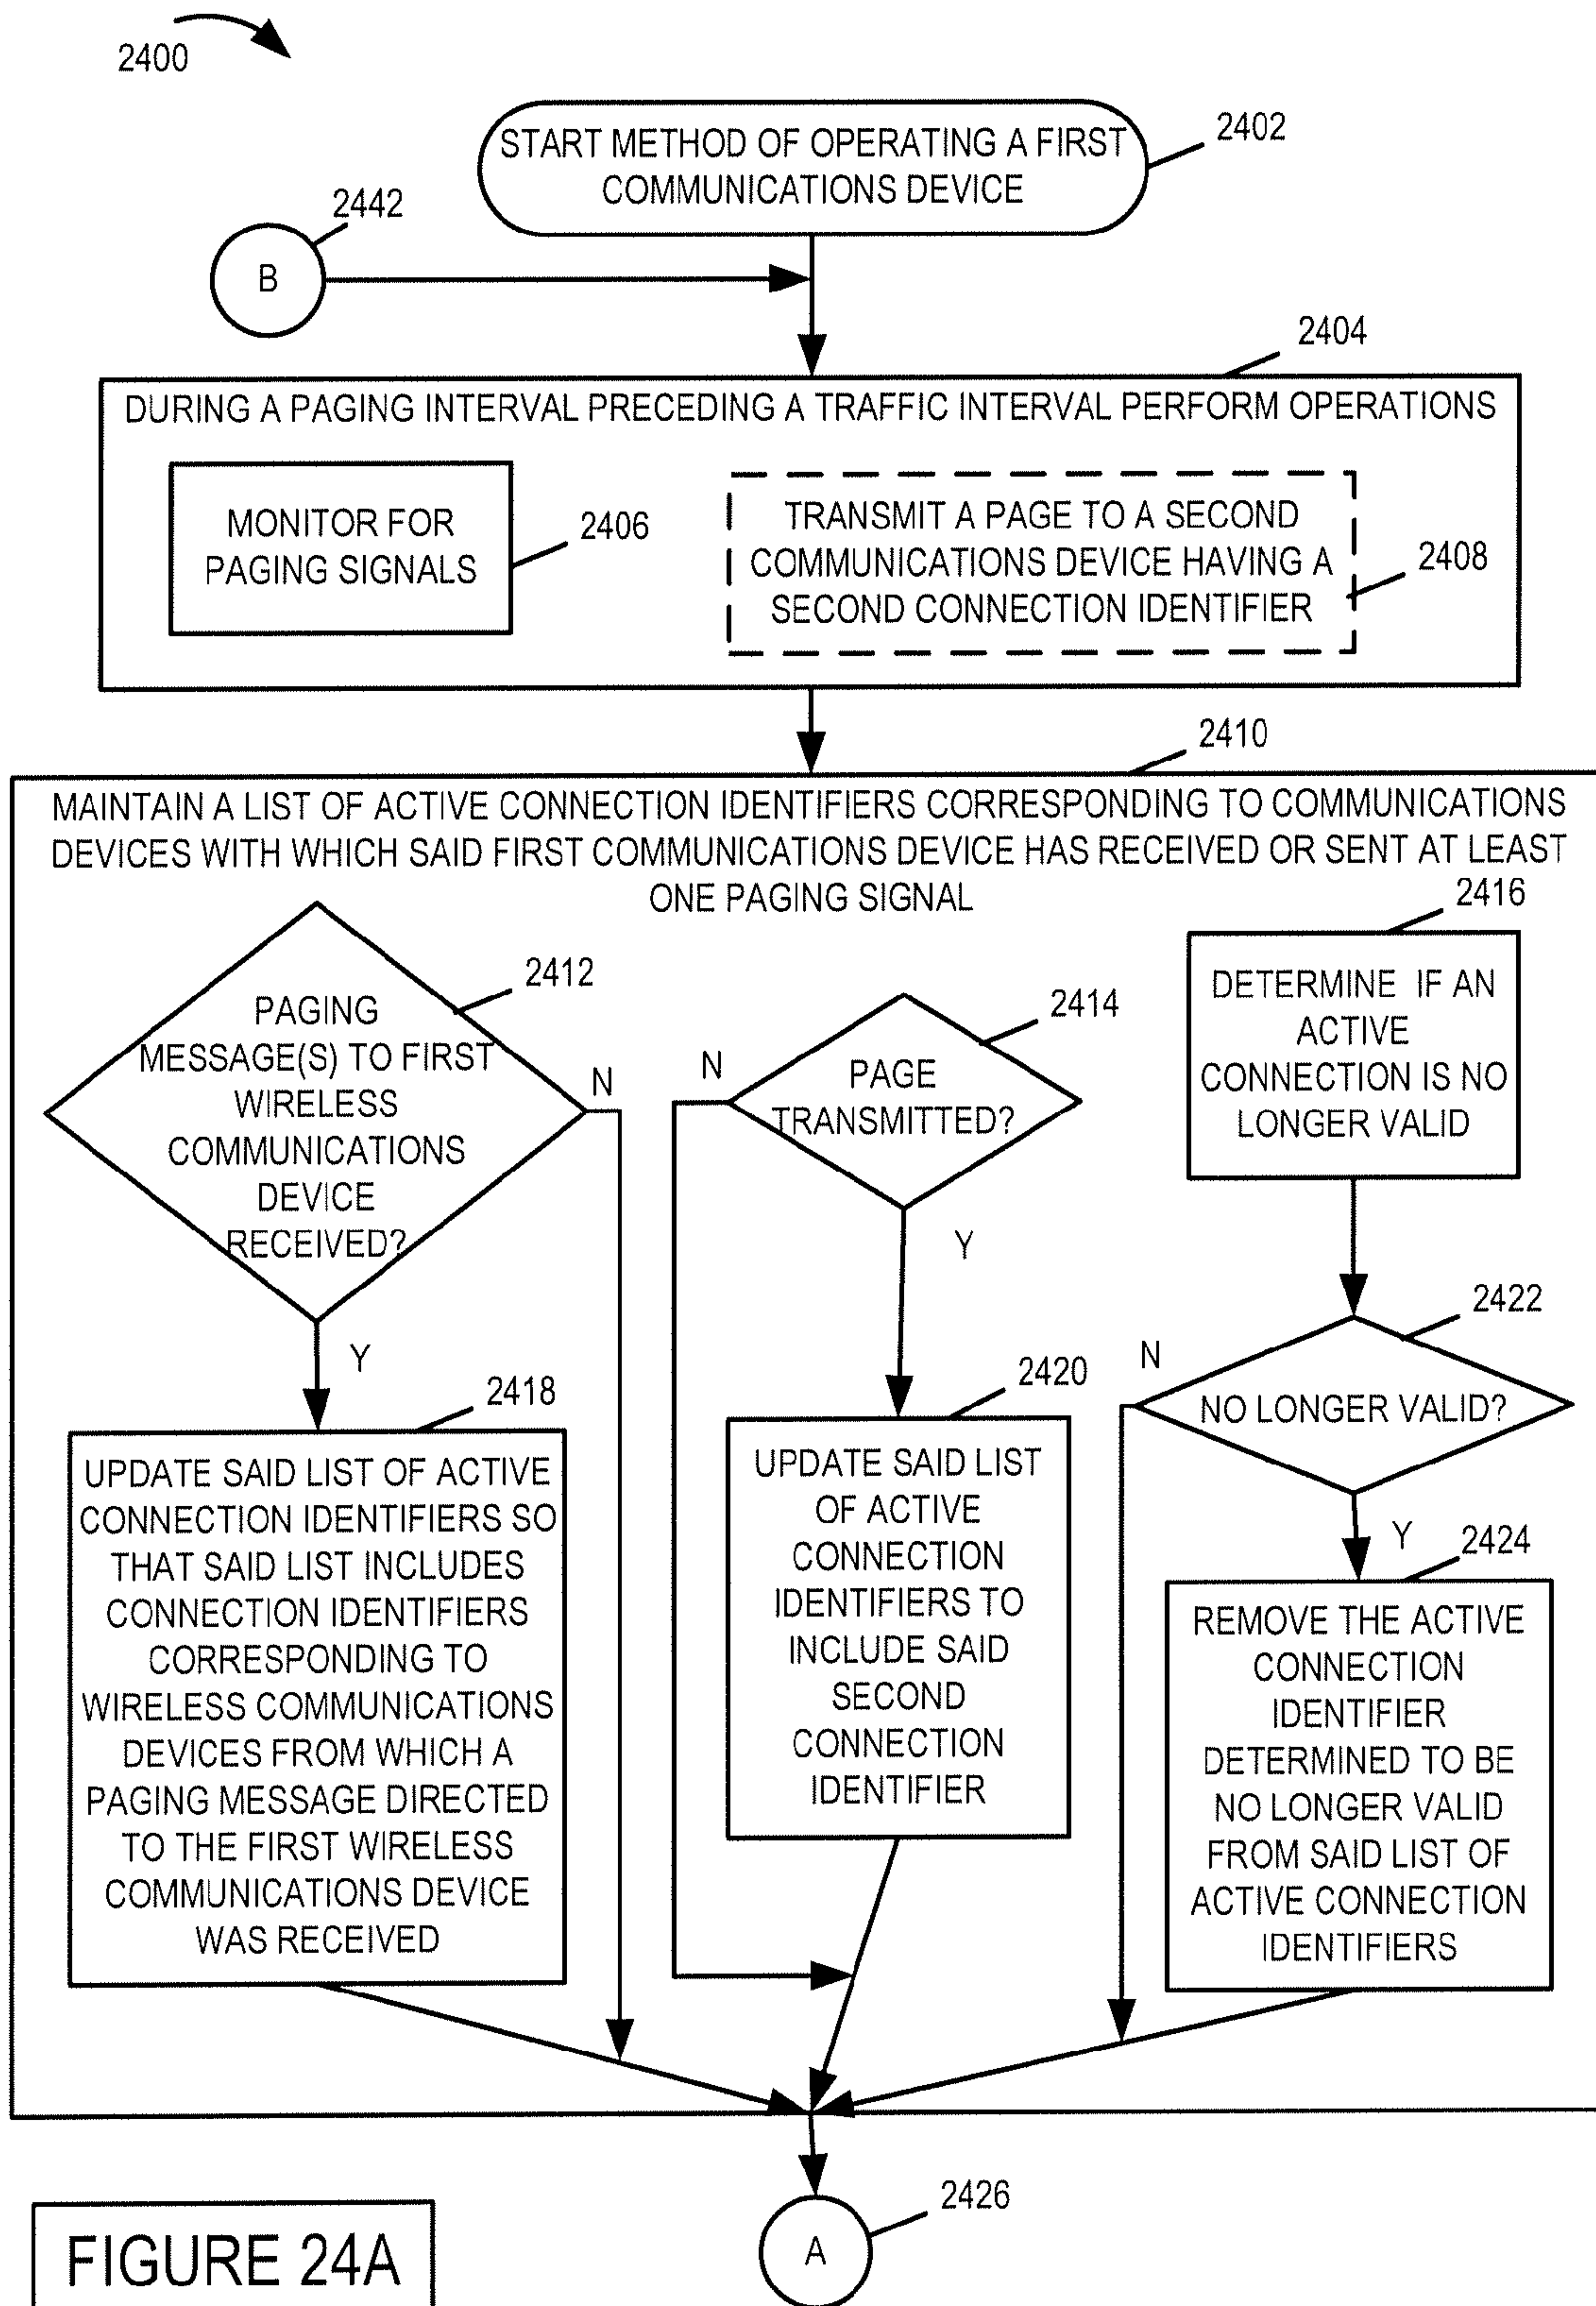 2400
START METHOD OF OPERATING A FIRST
COMMUNICATIONS DEVICE
2402
2442
B
2404
DURING A PAGING INTERVAL PRECEDING A TRAFFIC INTERVAL PERFORM OPERATIONS
MONITOR FOR
PAGING SIGNALS
2406
TRANSMIT A PAGE TO A SECOND
COMMUNICATIONS DEVICE HAVING A
SECOND CONNECTION IDENTIFIER
2408
2410
MAINTAIN A LIST OF ACTIVE CONNECTION IDENTIFIERS CORRESPONDING TO COMMUNICATIONS
DEVICES WITH WHICH SAID FIRST COMMUNICATIONS DEVICE HAS RECEIVED OR SENT AT LEAST
ONE PAGING SIGNAL
2412
PAGING
MESSAGE(S) TO FIRST
WIRELESS
COMMUNICATIONS
DEVICE
RECEIVED?
N
Y
2414
PAGE
TRANSMITTED?
N
Y
2416
DETERMINE IF AN
ACTIVE
CONNECTION IS NO
LONGER VALID
2422
NO LONGER VALID?
N
Y
2418
UPDATE SAID LIST OF ACTIVE
CONNECTION IDENTIFIERS SO
THAT SAID LIST INCLUDES
CONNECTION IDENTIFIERS
CORRESPONDING TO
WIRELESS COMMUNICATIONS
DEVICES FROM WHICH A
PAGING MESSAGE DIRECTED
TO THE FIRST WIRELESS
COMMUNICATIONS DEVICE
WAS RECEIVED
2420
UPDATE SAID LIST
OF ACTIVE
CONNECTION
IDENTIFIERS TO
INCLUDE SAID
SECOND
CONNECTION
IDENTIFIER
2424
REMOVE THE ACTIVE
CONNECTION
IDENTIFIER
DETERMINED TO BE
NO LONGER VALID
FROM SAID LIST OF
ACTIVE CONNECTION
IDENTIFIERS
2426
A
FIGURE 24A